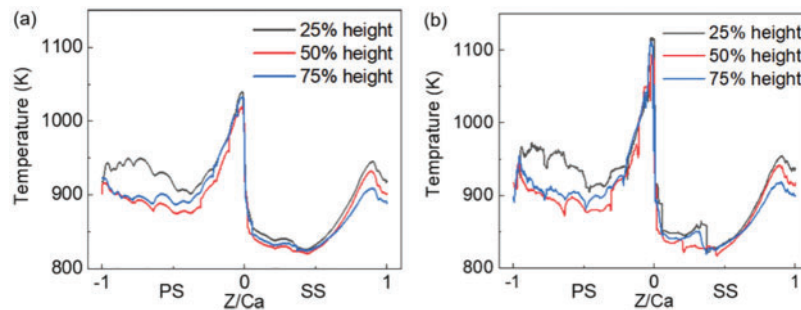 (a)
25% height
50% height
75% height
Temperature (K)
1100
1000
900
800
-1
PS
0
SS
1
Z/Ca
(b)
25% height
50% height
75% height
Temprature (K)
1100
1000
900
800
-1
PS
0
SS
1
Z/Ca